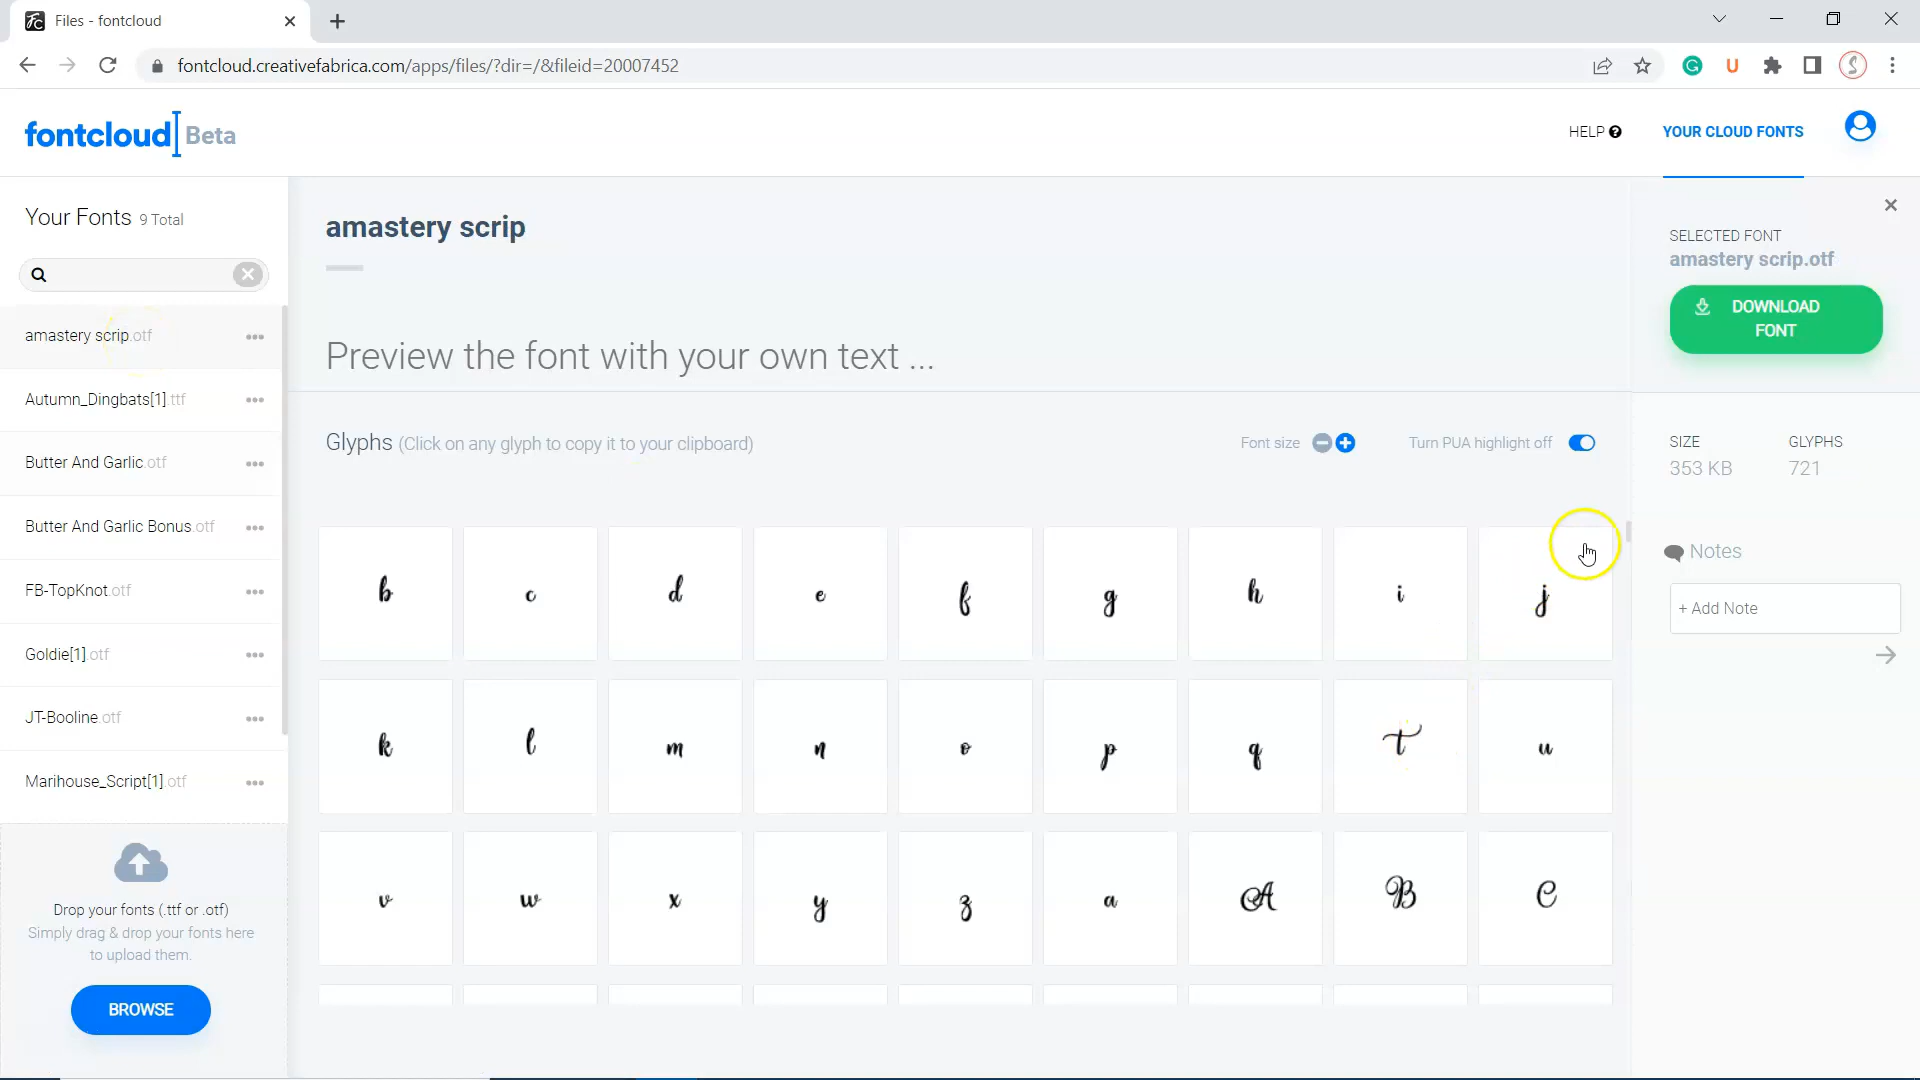 Files - fontcloud
fontcloud.creativefabrica.com/apps/files/?dir=/&fileid=20007452
fontcloud Beta
HELP
YOUR CLOUD FONTS
Your Fonts 9 Total
amastery scrip.otf
Autumn_Dingbats[1].ttf
Butter And Garlic.otf
Butter And Garlic Bonus.otf
FB-TopKnot.otf
Goldie[1].otf
JT-Booline.otf
Marihouse_Script[1].otf
Drop your fonts (.ttf or .otf)
Simply drag & drop your fonts here
to upload them.
BROWSE
amastery scrip
Preview the font with your own text ...
Glyphs (Click on any glyph to copy it to your clipboard)
Font size
Turn PUA highlight off
b c d e f g h i j
k l m n o p q t u
v w x y z a A B C
SELECTED FONT
amastery scrip.otf
DOWNLOAD
FONT
SIZE GLYPHS
353 KB 721
Notes
+ Add Note